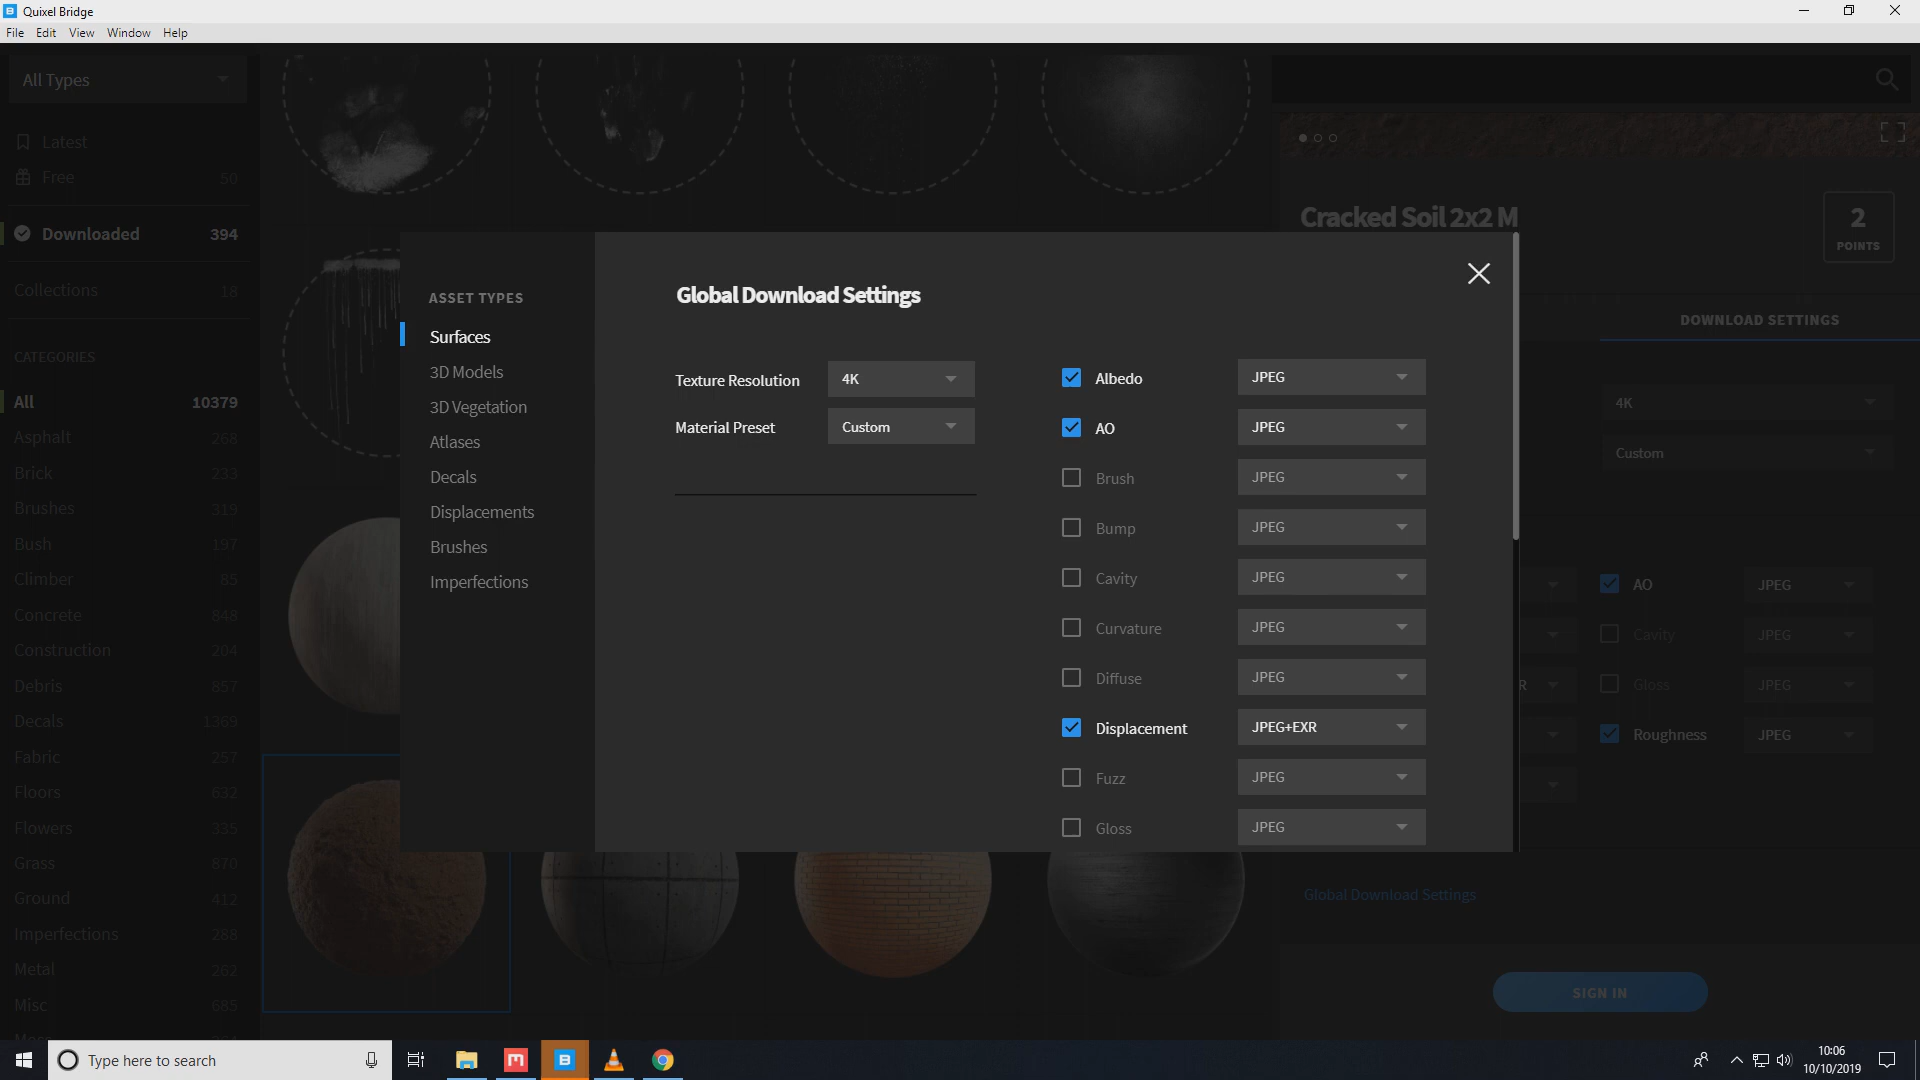 Quixel Bridge
File Edit View Window Help
All Types
Latest
Free 50
Downloaded 394
Collections 18
CATEGORIES
All 10379
Asphalt 268
Brick 233
Brushes 319
Bush 197
Climber 85
Concrete 848
Construction 204
Debris 857
Decals 1369
Fabric 257
Floors 632
Flowers 335
Grass 870
Ground 412
Imperfections 288
Metal 262
Misc 685
ASSET TYPES
Surfaces
3D Models
3D Vegetation
Atlases
Decals
Displacements
Brushes
Imperfections
Global Download Settings
Texture Resolution 4K
Material Preset Custom
Albedo JPEG
AO JPEG
Brush JPEG
Bump JPEG
Cavity JPEG
Curvature JPEG
Diffuse JPEG
Displacement JPEG+EXR
Fuzz JPEG
Gloss JPEG
Cracked Soil 2x2 M
2
POINTS
DOWNLOAD SETTINGS
4K
Custom
AO JPEG
Cavity JPEG
R Gloss JPEG
Roughness JPEG
Global Download Settings
SIGN IN
Type here to search
10:06
10/10/2019